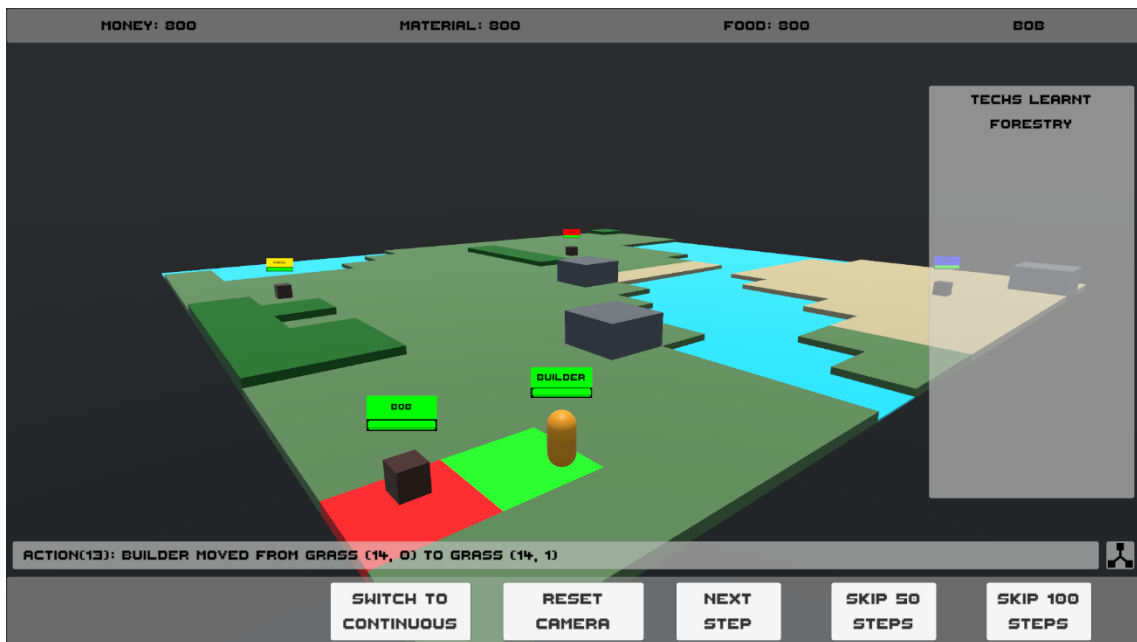 MONEY: 800 MATERIAL: 800 FOOD: 800 BOB
TECHS LEARNT
FORESTRY
BUILDER
BOB
ACTION(13): BUILDER MOVED FROM GRASS (14, 0) TO GRASS (14, 1)
SWITCH TO
CONTINUOUS
RESET
CAMERA
NEXT
STEP
SKIP 50
STEPS
SKIP 100
STEPS